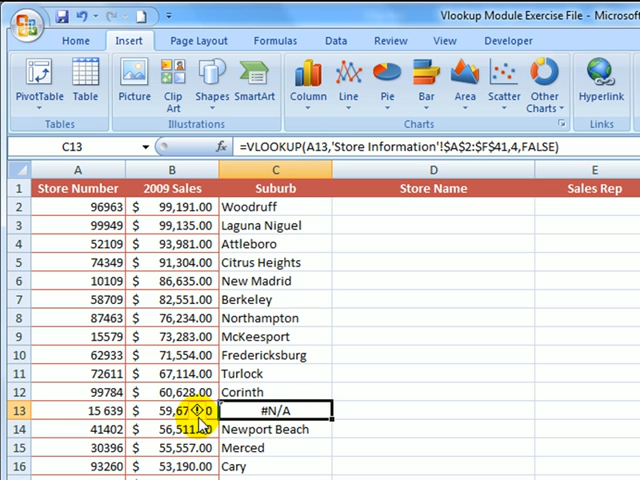 Vlookup Module Exercise File - Microsof
Home Insert Page Layout Formulas Data Review View Developer
PivotTable Table Picture Clip Art Shapes SmartArt Column Line Pie Bar Area Scatter Other Charts Hyperlink
Tables Illustrations Charts Links
C13 fx =VLOOKUP(A13,'Store Information'!$A$2:$F$41,4,FALSE)
A B C D E
1 Store Number 2009 Sales Suburb Store Name Sales Rep
2 96963 $ 99,191.00 Woodruff
3 99949 $ 99,135.00 Laguna Niguel
4 52109 $ 93,981.00 Attleboro
5 74349 $ 91,304.00 Citrus Heights
6 10109 $ 86,635.00 New Madrid
7 58709 $ 82,551.00 Berkeley
8 87463 $ 76,234.00 Northampton
9 15579 $ 73,283.00 McKeesport
10 62933 $ 71,554.00 Fredericksburg
11 72611 $ 67,114.00 Turlock
12 99784 $ 60,628.00 Corinth
13 15 639 $ #N/A
14 41402 $ Newport Beach
15 30396 $ 55,557.00 Merced
16 93260 $ 53,190.00 Cary